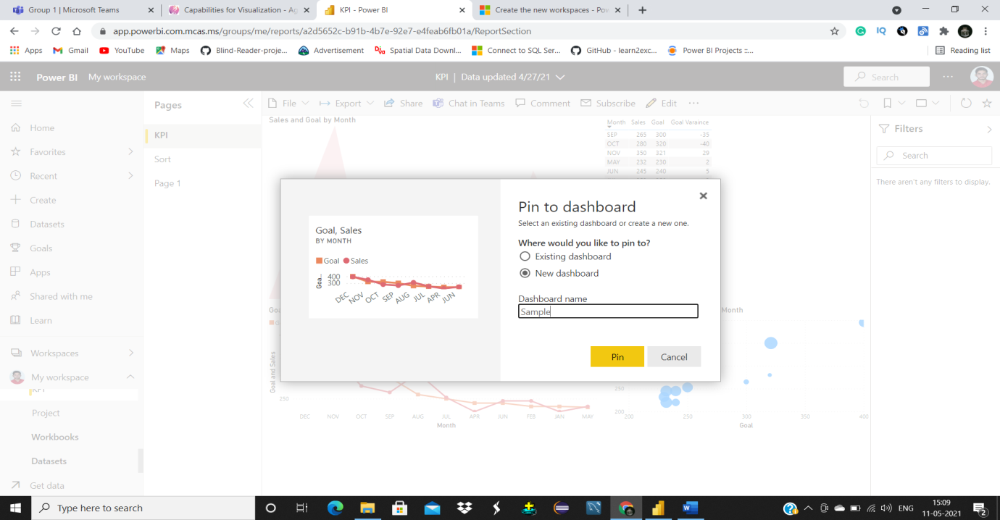 Group 1 | Microsoft Teams
Capabilities for Visualization - Ag
KPI - Power BI
Create the new workspaces - Pow
app.powerbi.com.mcas.ms/groups/me/reports/a2d5652c-b91b-4b7e-92e7-e4feab6fb01a/ReportSection
Apps Gmail YouTube Maps Blind-Reader-proje... Advertisement Spatial Data Downl... Connect to SQL Ser... GitHub - learn2exc... Power BI Projects ::... Reading list
Power BI My workspace KPI | Data updated 4/27/21 Search
Pages
File Export Share Chat in Teams Comment Subscribe Edit
Home
Favorites
Recent
Create
Datasets
Goals
Apps
Shared with me
Learn
Workspaces
My workspace
Project
Workbooks
Datasets
Get data
KPI
Sort
Page 1
Sales and Goal by Month
Month Sales Goal Goal Varaince
SEP 265 300 -35
OCT 280 320 -40
NOV 350 321 29
MAY 232 230 2
JUN 245 240 5
Filters
Search
There aren't any filters to display.
Goal, Sales
BY MONTH
Goal Sales
Goa...
400
300
DEC NOV OCT SEP AUG JUL APR JUN
Pin to dashboard
Select an existing dashboard or create a new one.
Where would you like to pin to?
Existing dashboard
New dashboard
Dashboard name
Sample
Pin Cancel
Month
Goal and Sales
250
DEC NOV OCT SEP AUG JUL APR JUN FEB JAN MAY
Month
250
200
200 250 300 350 400
Goal
Type here to search
ENG
15:09
11-05-2021
2